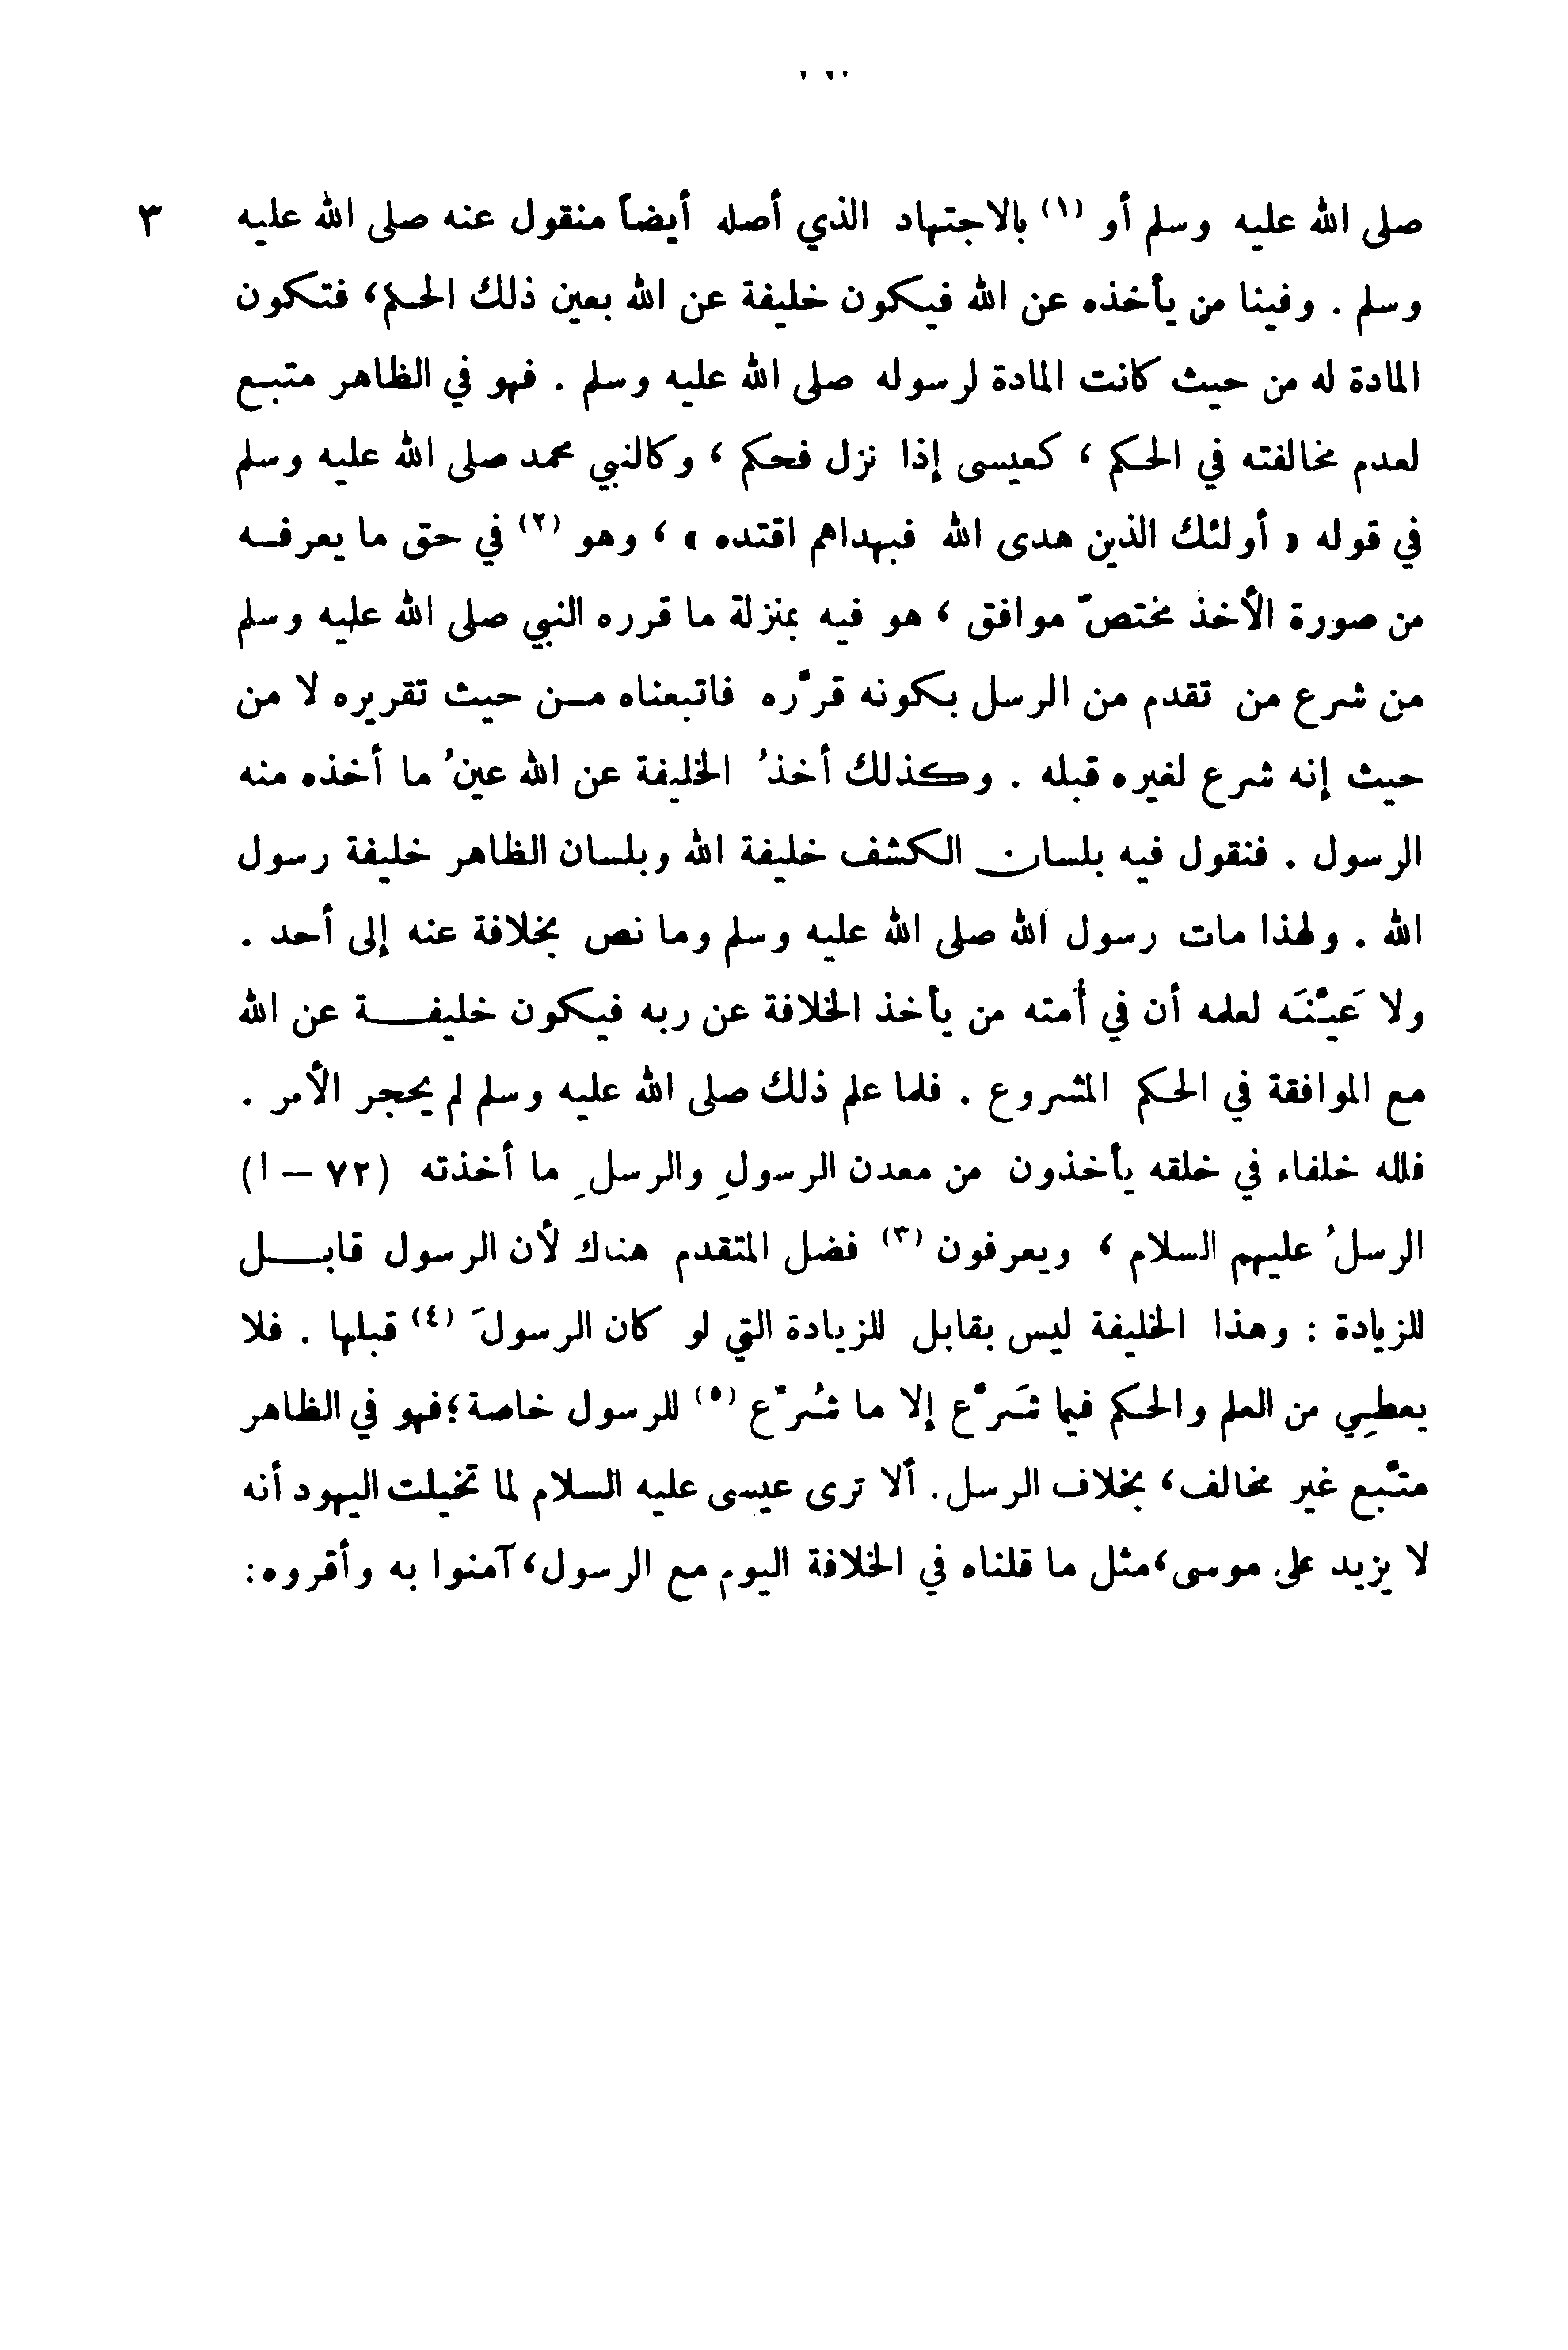 صلى الله عليه وسلم أو (١) بالاجتهاد الذي أصله أيضاً منقول عنه صلى الله عليه ٣
وسلم . وفينا من يأخذه عن الله فيكون خليفة عن الله بعين ذلك الحكم، فتكون
المادة له من حيث كانت المادة لرسوله صلى الله عليه وسلم . فهو في الظاهر متبع
لعدم مخالفته في الحكم ، كعيسى إذا نزل فحكم ، وكالنبي محمد صلى الله عليه وسلم
في قوله « أولئك الذين هدى الله فبهداهم اقتده » ، وهو (٢) في حق ما يعرفه
من صورة الأخذ مختصّ موافق ، هو فيه بمنزلة ما قرره النبي صلى الله عليه وسلم
من شرع من تقدم من الرسل بكونه قرَّره فاتبعناه من حيث تقريره لا من
حيث إنه شرع لغيره قبله . وكذلك أخذُ الخليفة عن الله عينُ ما أخذه منه
الرسول . فنقول فيه بلسان الكشف خليفة الله وبلسان الظاهر خليفة رسول
الله . ولهذا مات رسول الله صلى الله عليه وسلم وما نص بخلافة عنه إلى أحد .
ولا عَيَّنَه لعلمه أن في أُمته من يأخذ الخلافة عن ربه فيكون خليفة عن الله
مع الموافقة في الحكم المشروع . فلما علم ذلك صلى الله عليه وسلم لم يحجر الأمر .
فلله خلفاء في خلقه يأخذون من معدن الرسولِ والرسلِ ما أخذته (٧٢ – ا)
الرسلُ عليهم السلام ، ويعرفون (٣) فضل المتقدم هناك لأن الرسول قابل
للزيادة : وهذا الخليفة ليس بقابل للزيادة التي لو كان الرسولَ (٤) قبلها . فلا
يعطِي من العلم والحكم فيما شَرَّع إلا ما شُرِّع (٥) للرسول خاصة؛ فهو في الظاهر
متَّبع غير مخالف، بخلاف الرسل. ألا ترى عيسى عليه السلام لما تخيلت اليهود أنه
لا يزيد على موسى، مثل ما قلناه في الخلافة اليوم مع الرسول، آمنوا به وأقروه: